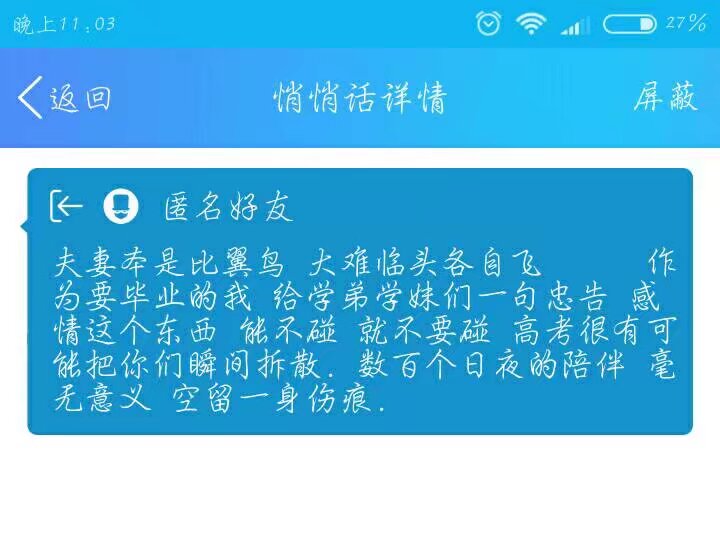 晚上11:03 27%
返回 悄悄话详情 屏蔽
匿名好友
夫妻本是比翼鸟 大难临头各自飞 作
为要毕业的我 给学弟学妹们一句忠告 感
情这个东西 能不碰 就不要碰 高考很有可
能把你们瞬间拆散. 数百个日夜的陪伴 毫
无意义 空留一身伤痕.